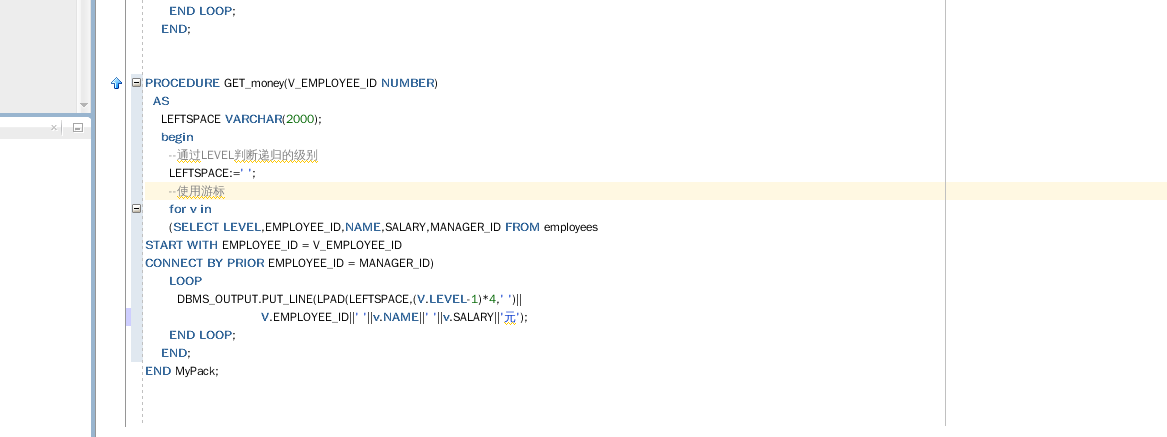 END LOOP;
END;
PROCEDURE GET_money(V_EMPLOYEE_ID NUMBER)
AS
LEFTSPACE VARCHAR(2000);
begin
--通过LEVEL判断递归的级别
LEFTSPACE:=' ';
--使用游标
for v in
(SELECT LEVEL,EMPLOYEE_ID,NAME,SALARY,MANAGER_ID FROM employees
START WITH EMPLOYEE_ID = V_EMPLOYEE_ID
CONNECT BY PRIOR EMPLOYEE_ID = MANAGER_ID)
LOOP
DBMS_OUTPUT.PUT_LINE(LPAD(LEFTSPACE,(V.LEVEL-1)*4,' ')||
V.EMPLOYEE_ID||' '||v.NAME||' '||v.SALARY||'元');
END LOOP;
END;
END MyPack;